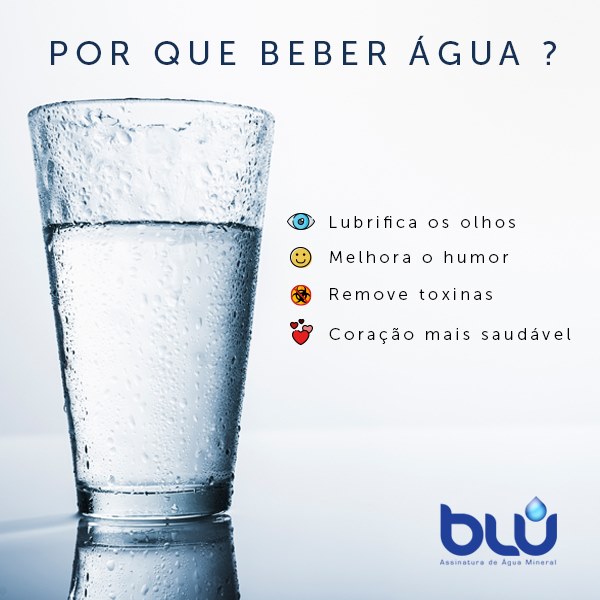 POR QUE BEBER ÁGUA ?
Lubrifica os olhos
Melhora o humor
Remove toxinas
Coração mais saudável
blu
Assinatura de Água Mineral